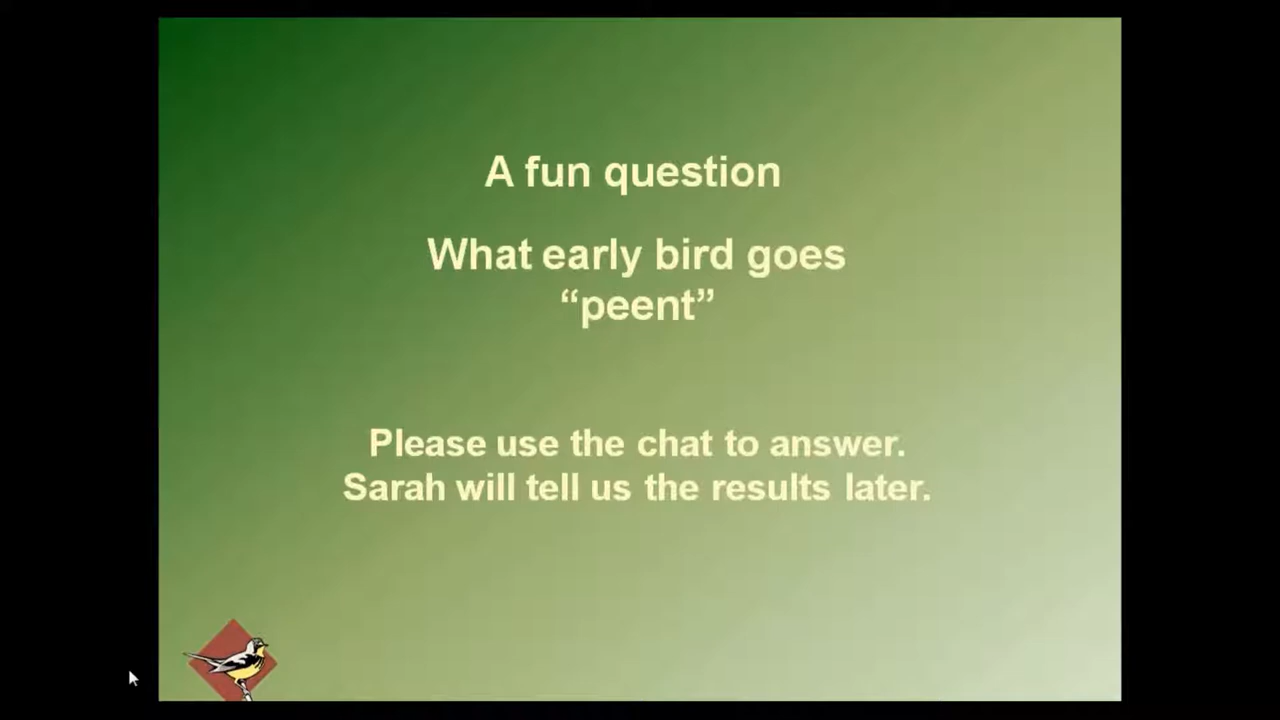 A fun question
What early bird goes
“peent”
Please use the chat to answer.
Sarah will tell us the results later.